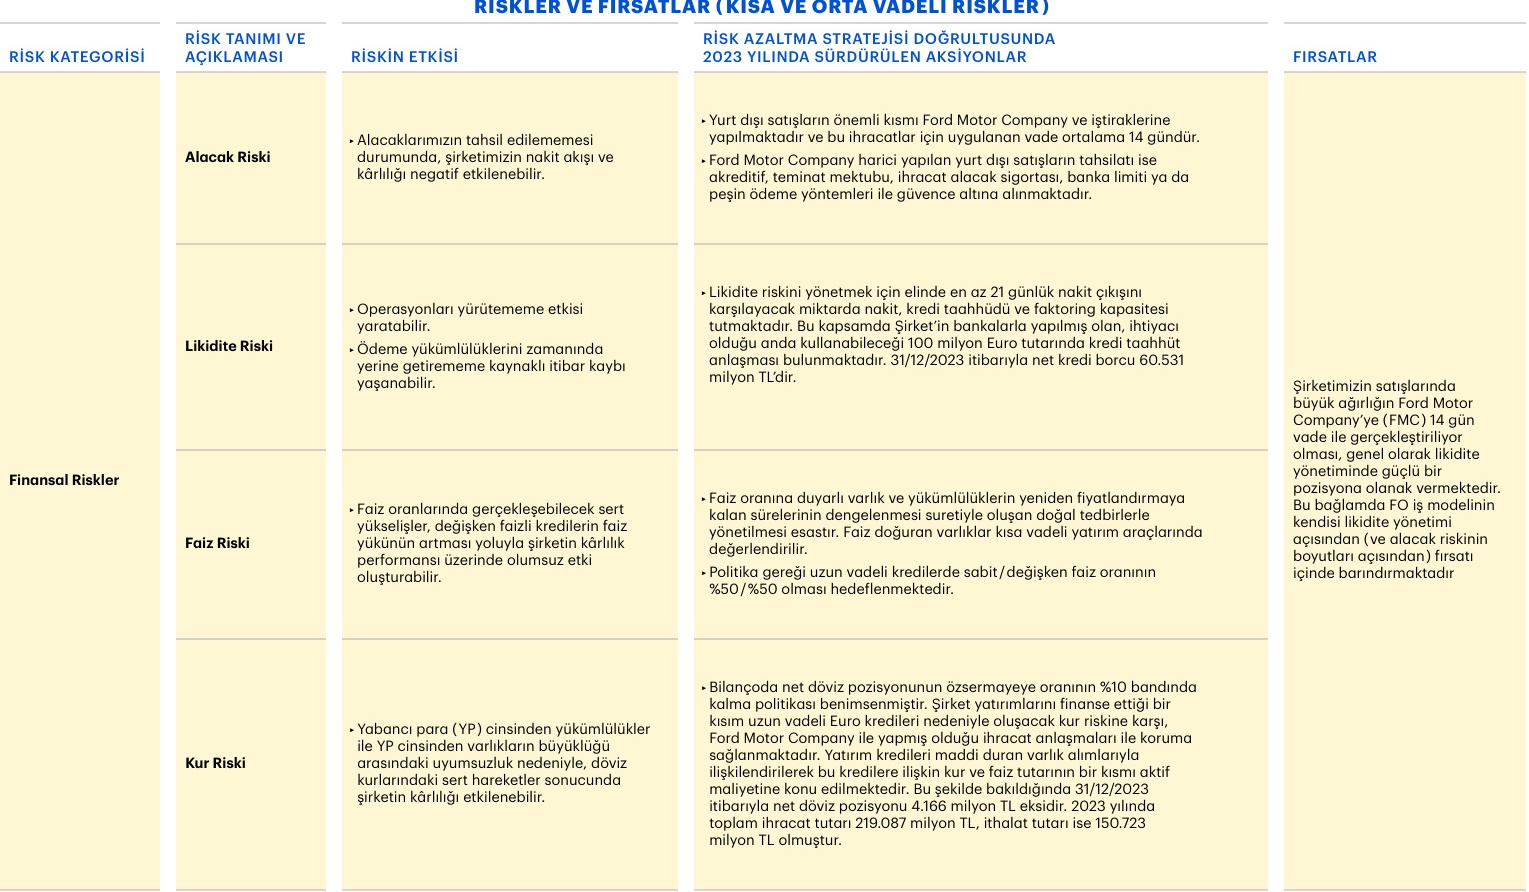 RİSKLER VE FIRSATLAR (KISA VE ORTA VADELİ RİSKLER)
RİSK KATEGORİSİ
RİSK TANIMI VE
AÇIKLAMASI
RİSKİN ETKİSİ
RİSK AZALTMA STRATEJİSİ DOĞRULTUSUNDA
2023 YILINDA SÜRDÜRÜLEN AKSİYONLAR
FIRSATLAR
Finansal Riskler
Alacak Riski
‣ Alacaklarımızın tahsil edilememesi
durumunda, şirketimizin nakit akışı ve
kârlılığı negatif etkilenebilir.
‣ Yurt dışı satışların önemli kısmı Ford Motor Company ve iştiraklerine
yapılmaktadır ve bu ihracatlar için uygulanan vade ortalama 14 gündür.
‣ Ford Motor Company harici yapılan yurt dışı satışların tahsilatı ise
akreditif, teminat mektubu, ihracat alacak sigortası, banka limiti ya da
peşin ödeme yöntemleri ile güvence altına alınmaktadır.
Likidite Riski
‣ Operasyonları yürütememe etkisi
yaratabilir.
‣ Ödeme yükümlülüklerini zamanında
yerine getirememe kaynaklı itibar kaybı
yaşanabilir.
‣ Likidite riskini yönetmek için elinde en az 21 günlük nakit çıkışını
karşılayacak miktarda nakit, kredi taahhüdü ve faktoring kapasitesi
tutmaktadır. Bu kapsamda Şirket’in bankalarla yapılmış olan, ihtiyacı
olduğu anda kullanabileceği 100 milyon Euro tutarında kredi taahhüt
anlaşması bulunmaktadır. 31/12/2023 itibarıyla net kredi borcu 60.531
milyon TL’dir.
Faiz Riski
‣ Faiz oranlarında gerçekleşebilecek sert
yükselişler, değişken faizli kredilerin faiz
yükünün artması yoluyla şirketin kârlılık
performansı üzerinde olumsuz etki
oluşturabilir.
‣ Faiz oranına duyarlı varlık ve yükümlülüklerin yeniden fiyatlandırmaya
kalan sürelerinin dengelenmesi suretiyle oluşan doğal tedbirlerle
yönetilmesi esastır. Faiz doğuran varlıklar kısa vadeli yatırım araçlarında
değerlendirilir.
‣ Politika gereği uzun vadeli kredilerde sabit/değişken faiz oranının
%50/%50 olması hedeflenmektedir.
Kur Riski
‣ Yabancı para (YP) cinsinden yükümlülükler
ile YP cinsinden varlıkların büyüklüğü
arasındaki uyumsuzluk nedeniyle, döviz
kurlarındaki sert hareketler sonucunda
şirketin kârlılığı etkilenebilir.
‣ Bilançoda net döviz pozisyonunun özsermayeye oranının %10 bandında
kalma politikası benimsenmiştir. Şirket yatırımlarını finanse ettiği bir
kısım uzun vadeli Euro kredileri nedeniyle oluşacak kur riskine karşı,
Ford Motor Company ile yapmış olduğu ihracat anlaşmaları ile koruma
sağlanmaktadır. Yatırım kredileri maddi duran varlık alımlarıyla
ilişkilendirilerek bu kredilere ilişkin kur ve faiz tutarının bir kısmı aktif
maliyetine konu edilmektedir. Bu şekilde bakıldığında 31/12/2023
itibarıyla net döviz pozisyonu 4.166 milyon TL eksidir. 2023 yılında
toplam ihracat tutarı 219.087 milyon TL, ithalat tutarı ise 150.723
milyon TL olmuştur.
Şirketimizin satışlarında
büyük ağırlığın Ford Motor
Company’ye (FMC) 14 gün
vade ile gerçekleştiriliyor
olması, genel olarak likidite
yönetiminde güçlü bir
pozisyona olanak vermektedir.
Bu bağlamda FO iş modelinin
kendisi likidite yönetimi
açısından (ve alacak riskinin
boyutları açısından) fırsatı
içinde barındırmaktadır